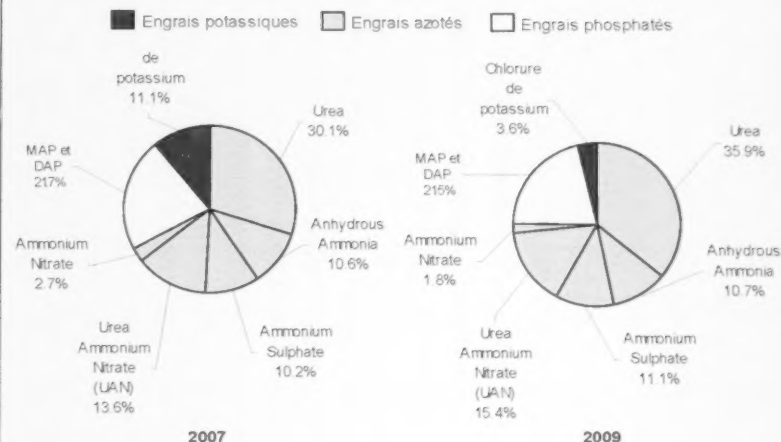 Engrais potassiques Engrais azotés Engrais phosphatés
de
potassium
11.1%
Urea
30.1%
MAP et
DAP
217%
Anhydrous
Ammonia
10.6%
Ammonium
Nitrate
2.7%
Urea
Ammonium
Nitrate
(UAN)
13.6%
Ammonium
Sulphate
10.2%
2007
Chlorure
de
potassium
3.6%
Urea
35.9%
MAP et
DAP
215%
Anhydrous
Ammonia
10.7%
Ammonium
Nitrate
1.8%
Urea
Ammonium
Nitrate
(UAN)
15.4%
Ammonium
Sulphate
11.1%
2009